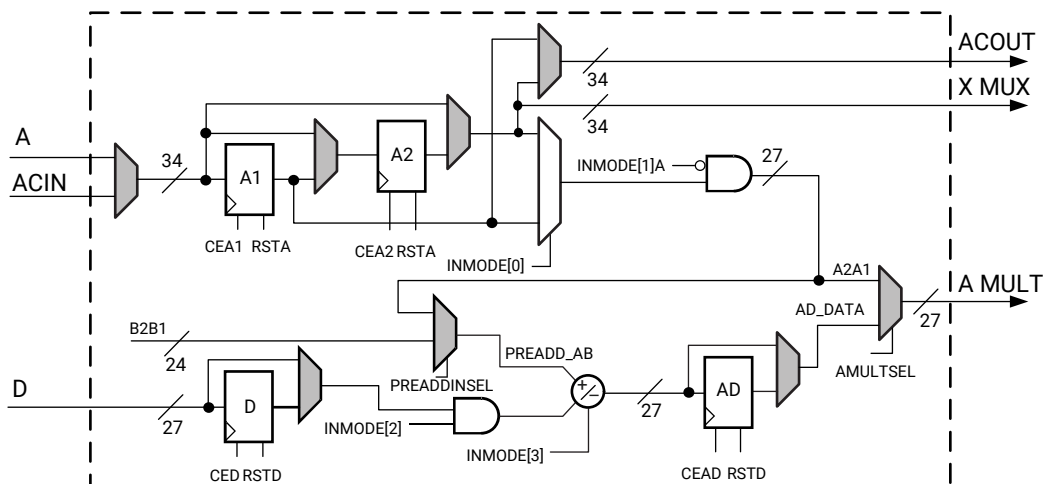 ACOUT
34
X MUX
34
A
ACIN
34
A1
A2
INMODE[1]A
27
CEA1 RSTA
CEA2 RSTA
INMODE[0]
A2A1
A MULT
27
AD_DATA
B2B1
24
PREADD_AB
AMULTSEL
PREADDINSEL
D
27
D
INMODE[2]
+
–
27
AD
INMODE[3]
CED RSTD
CEAD RSTD